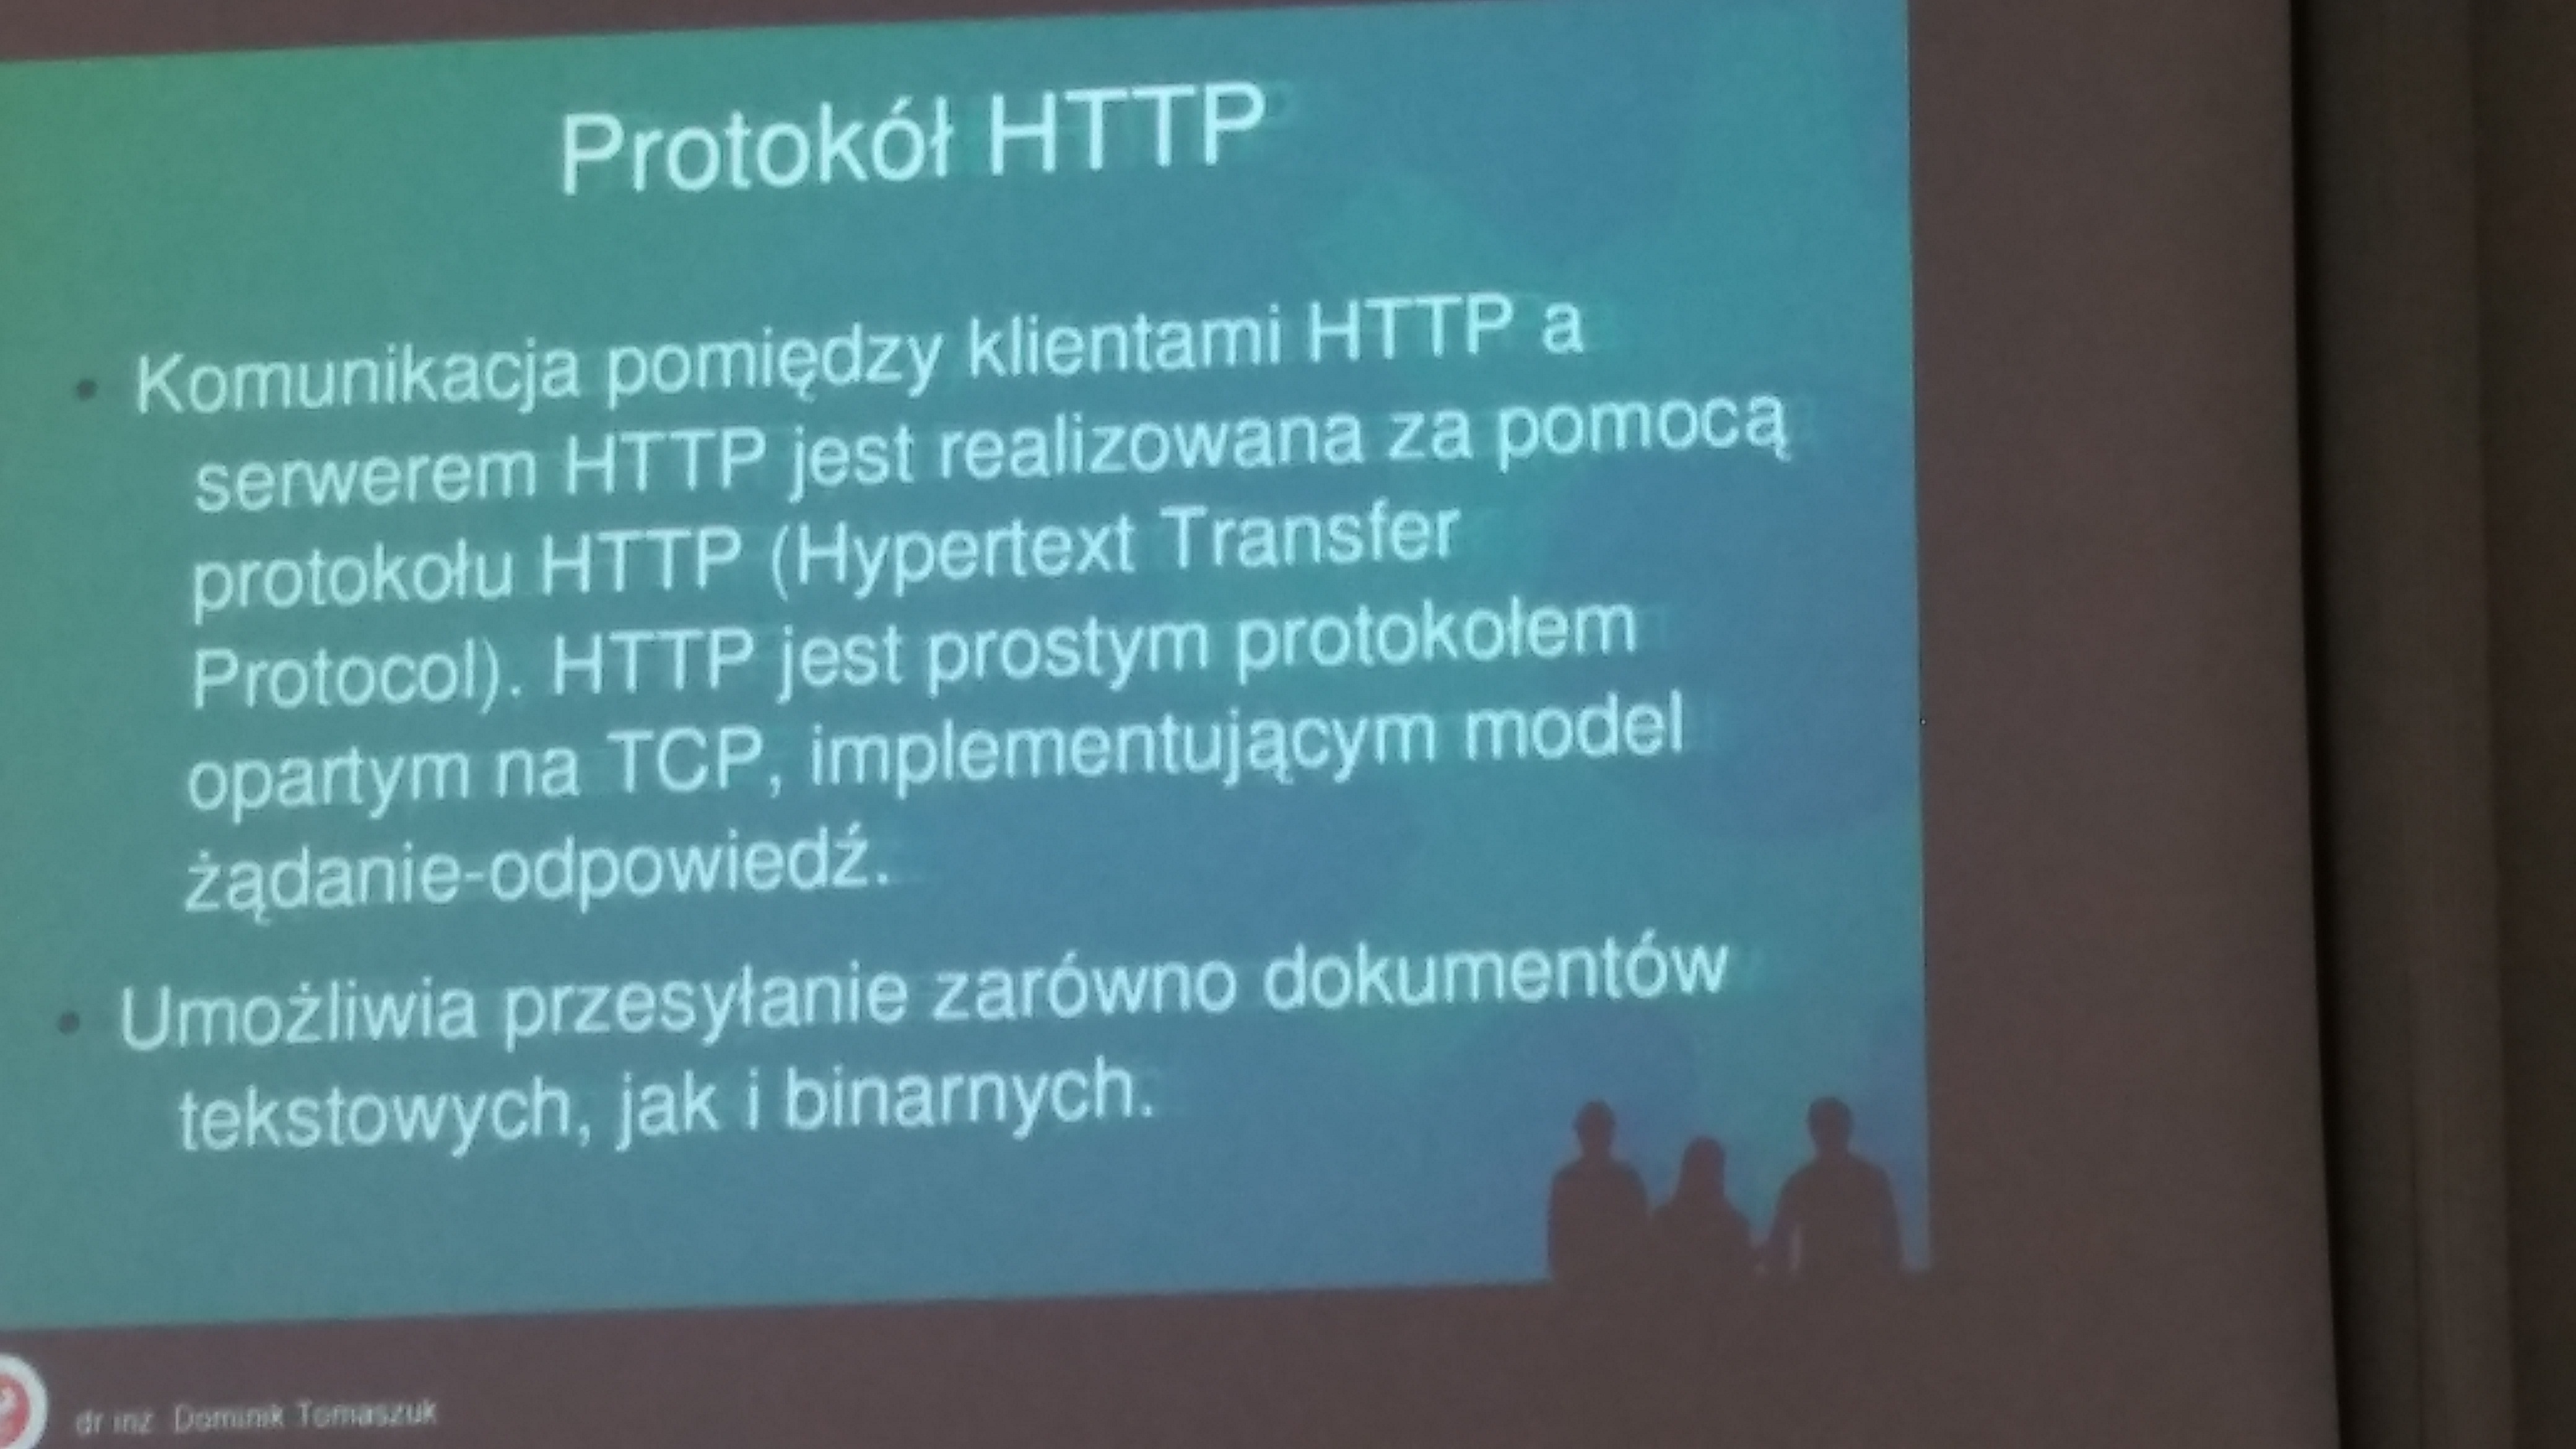 Protokół HTTP
• Komunikacja pomiędzy klientami HTTP a
serwerem HTTP jest realizowana za pomocą
protokołu HTTP (Hypertext Transfer
Protocol). HTTP jest prostym protokołem
opartym na TCP, implementującym model
żądanie-odpowiedź.
• Umożliwia przesyłanie zarówno dokumentów
tekstowych, jak i binarnych.
dr inż. Dominik Tomaszuk